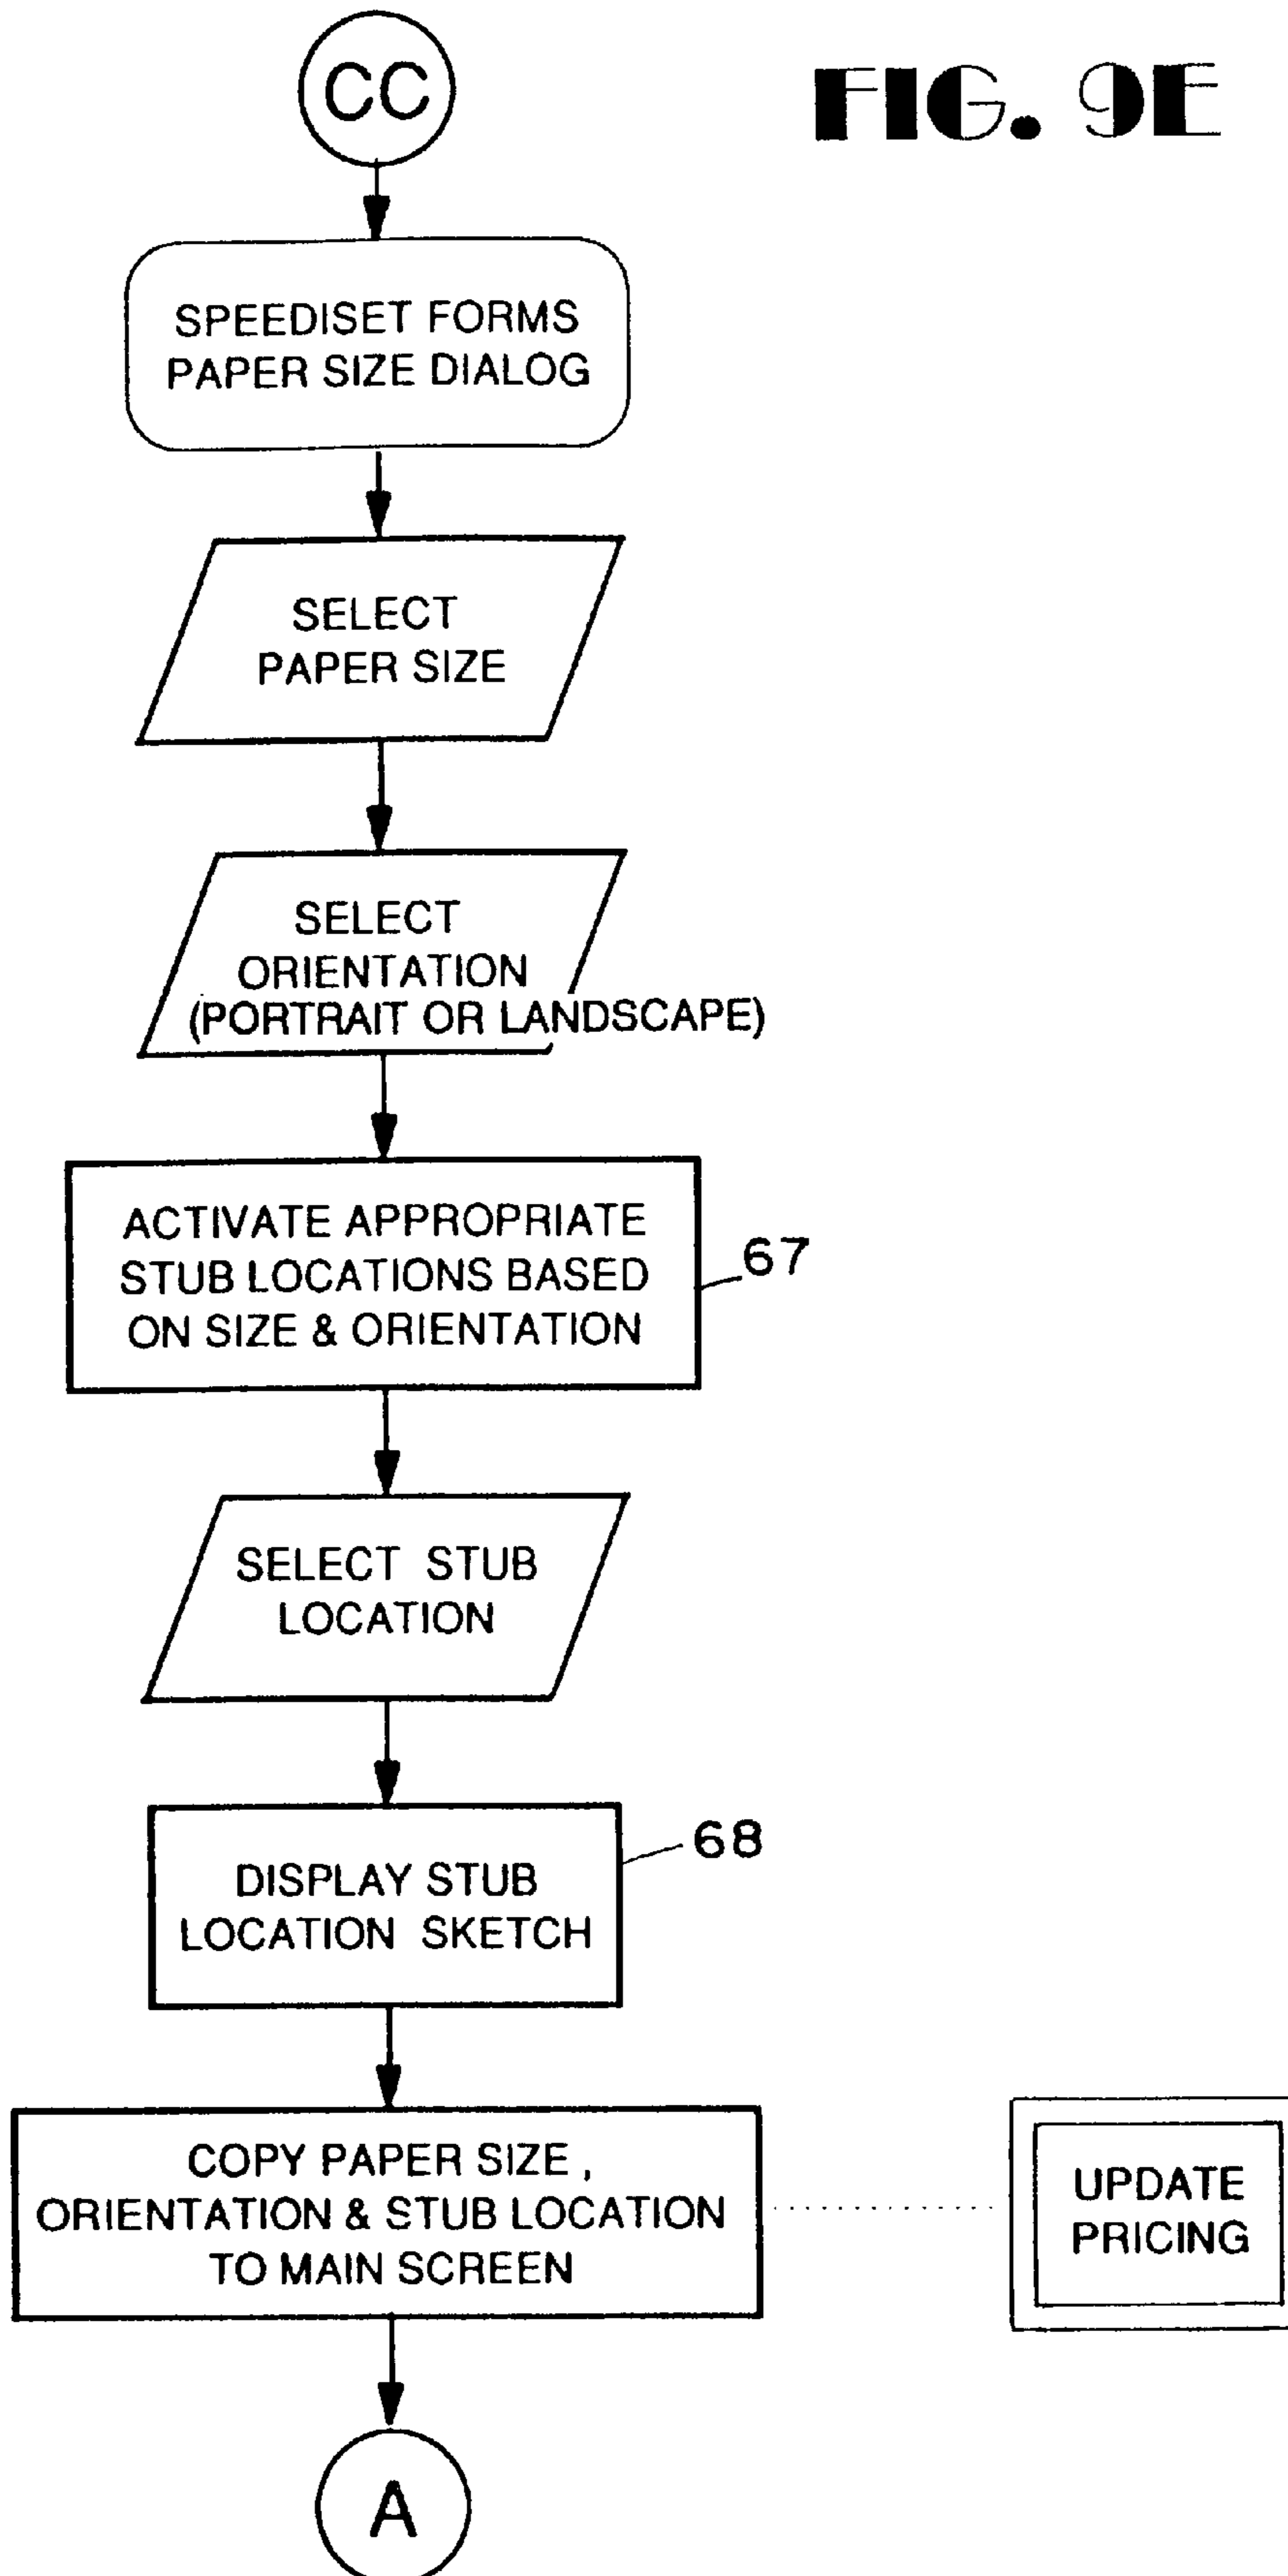 CC
FIG. 9E
SPEEDISET FORMS
PAPER SIZE DIALOG
SELECT
PAPER SIZE
SELECT
ORIENTATION
(PORTRAIT OR LANDSCAPE)
ACTIVATE APPROPRIATE
STUB LOCATIONS BASED
ON SIZE & ORIENTATION
67
SELECT STUB
LOCATION
DISPLAY STUB
LOCATION SKETCH
68
COPY PAPER SIZE ,
ORIENTATION & STUB LOCATION
TO MAIN SCREEN
UPDATE
PRICING
A